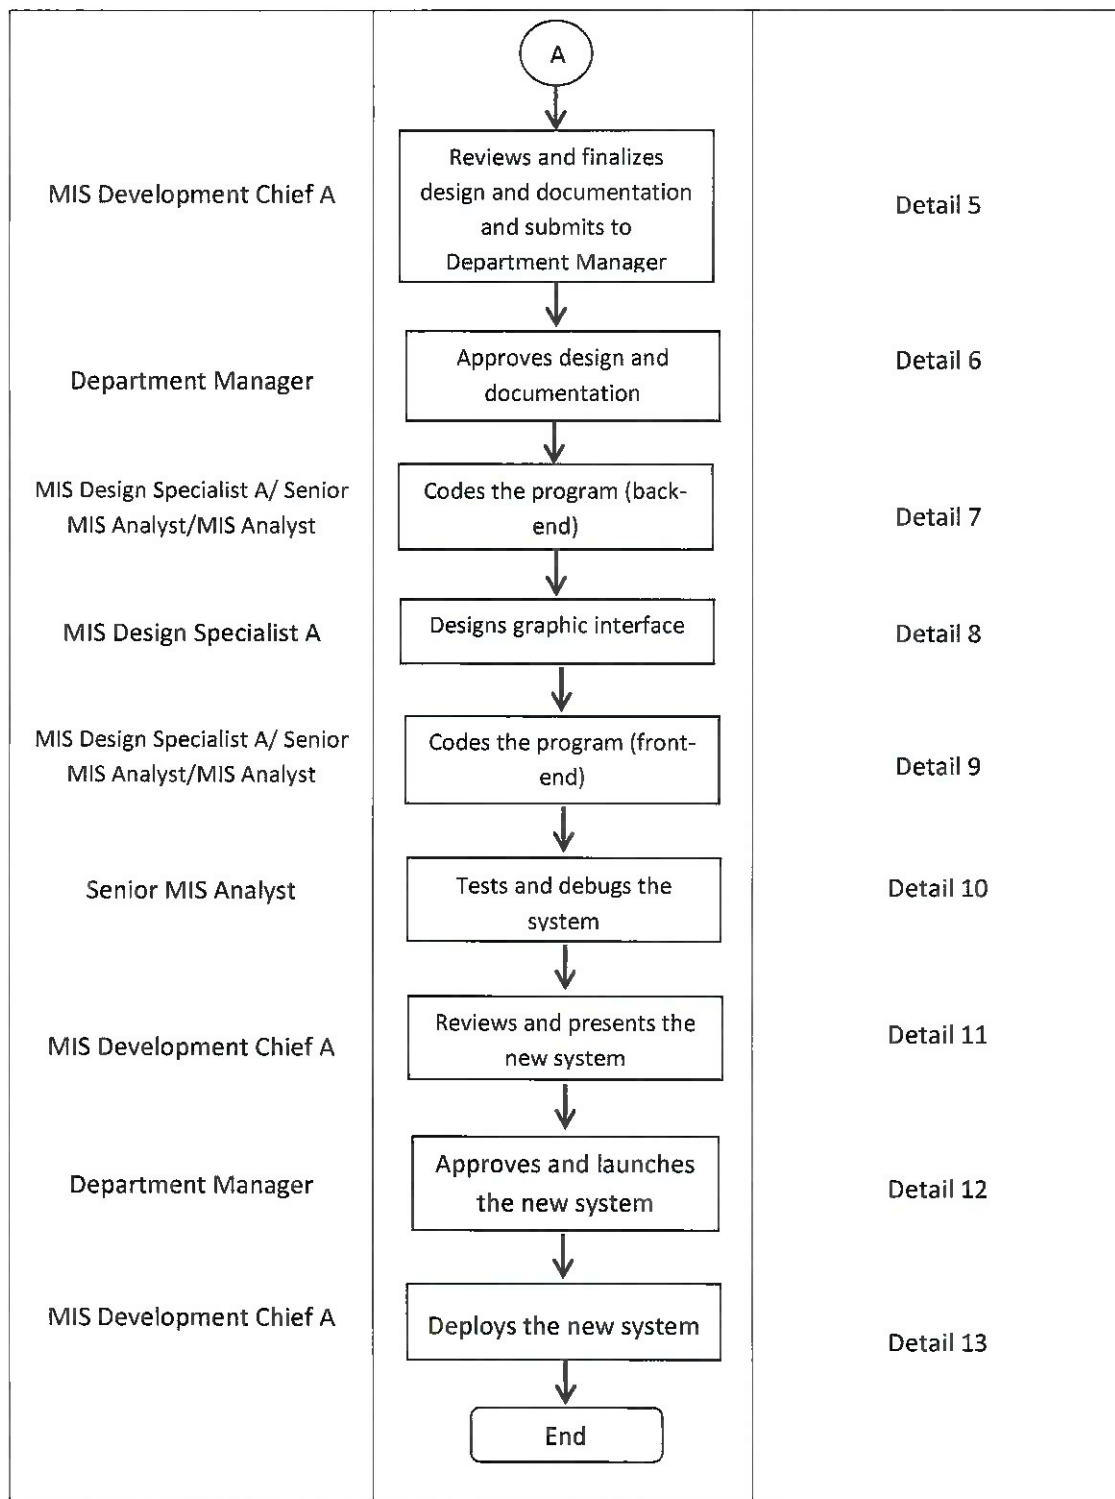 A
MIS Development Chief A
Reviews and finalizes
design and documentation
and submits to
Department Manager
Detail 5
Department Manager
Approves design and
documentation
Detail 6
MIS Design Specialist A/ Senior
MIS Analyst/MIS Analyst
Codes the program (back-
end)
Detail 7
MIS Design Specialist A
Designs graphic interface
Detail 8
MIS Design Specialist A/ Senior
MIS Analyst/MIS Analyst
Codes the program (front-
end)
Detail 9
Senior MIS Analyst
Tests and debugs the
system
Detail 10
MIS Development Chief A
Reviews and presents the
new system
Detail 11
Department Manager
Approves and launches
the new system
Detail 12
MIS Development Chief A
Deploys the new system
Detail 13
End